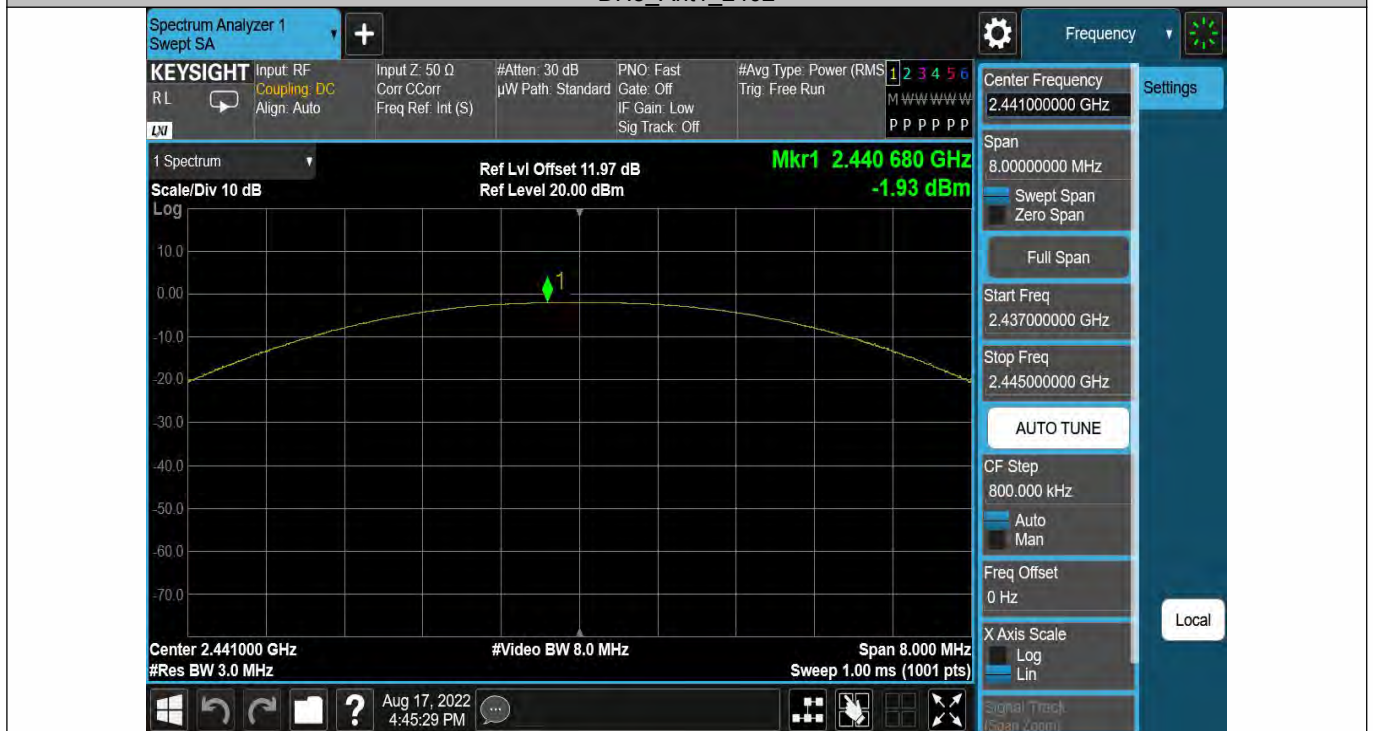 Spectrum Analyzer 1
Swept SA
+
Frequency
KEYSIGHT
RL
LXI
Input: RF
Coupling: DC
Align: Auto
Input Z: 50 Ω
Corr CCorr
Freq Ref: Int (S)
#Atten: 30 dB
µW Path: Standard
PNO: Fast
Gate: Off
IF Gain: Low
Sig Track: Off
#Avg Type: Power (RMS
Trig: Free Run
1 2 3 4 5 6
M W W W W W
P P P P P P
1 Spectrum
Scale/Div 10 dB
Log
Ref Lvl Offset 11.97 dB
Ref Level 20.00 dBm
Mkr1 2.440 680 GHz
-1.93 dBm
1
10.0
0.00
-10.0
-20.0
-30.0
-40.0
-50.0
-60.0
-70.0
Center 2.441000 GHz
#Res BW 3.0 MHz
#Video BW 8.0 MHz
Span 8.000 MHz
Sweep 1.00 ms (1001 pts)
Center Frequency
2.441000000 GHz
Settings
Span
8.00000000 MHz
Swept Span
Zero Span
Full Span
Start Freq
2.437000000 GHz
Stop Freq
2.445000000 GHz
AUTO TUNE
CF Step
800.000 kHz
Auto
Man
Freq Offset
0 Hz
X Axis Scale
Log
Lin
Signal Track
(Span Zoom)
Local
?
Aug 17, 2022
4:45:29 PM